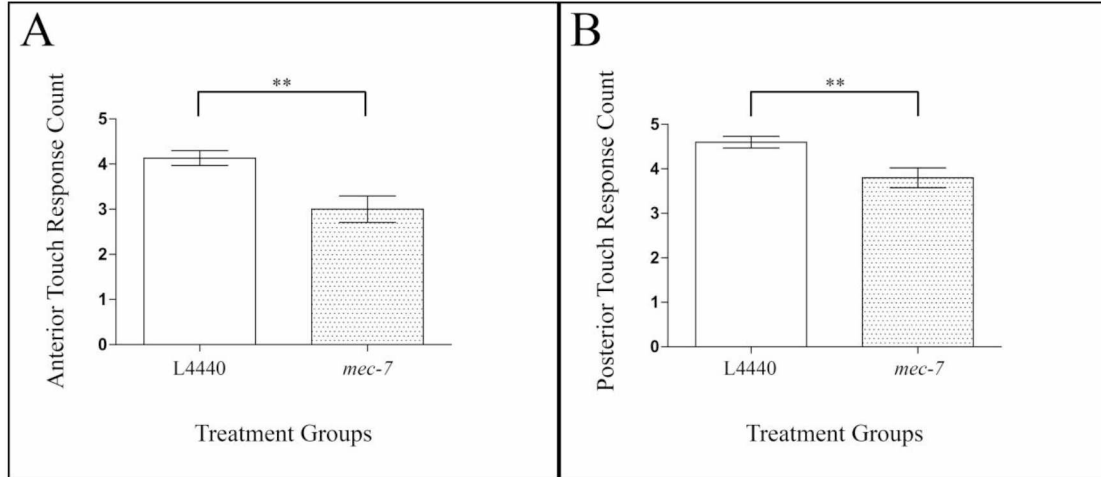 A
Anterior Touch Response Count
**
5
4
3
2
1
0
L4440 mec-7
Treatment Groups
B
Posterior Touch Response Count
**
5
4
3
2
1
0
L4440 mec-7
Treatment Groups